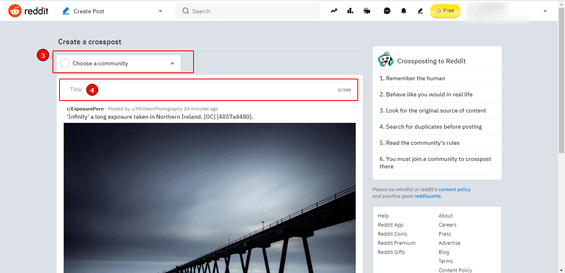 reddit
Create Post
Search
Free
Create a crosspost
3
Choose a community
Title
4
0/300
r/ExposurePorn · Posted by u/PhilleenPhotography 24 minutes ago
'Infinity' a long exposure taken in Northern Ireland. [OC] [4857x4480].
Crossposting to Reddit
1. Remember the human
2. Behave like you would in real life
3. Look for the original source of content
4. Search for duplicates before posting
5. Read the community's rules
6. You must join a community to crosspost
there
Please be mindful of reddit's content policy
and practice good reddiquette.
Help
About
Reddit App
Careers
Reddit Coins
Press
Reddit Premium
Advertise
Reddit Gifts
Blog
Terms
Content Policy